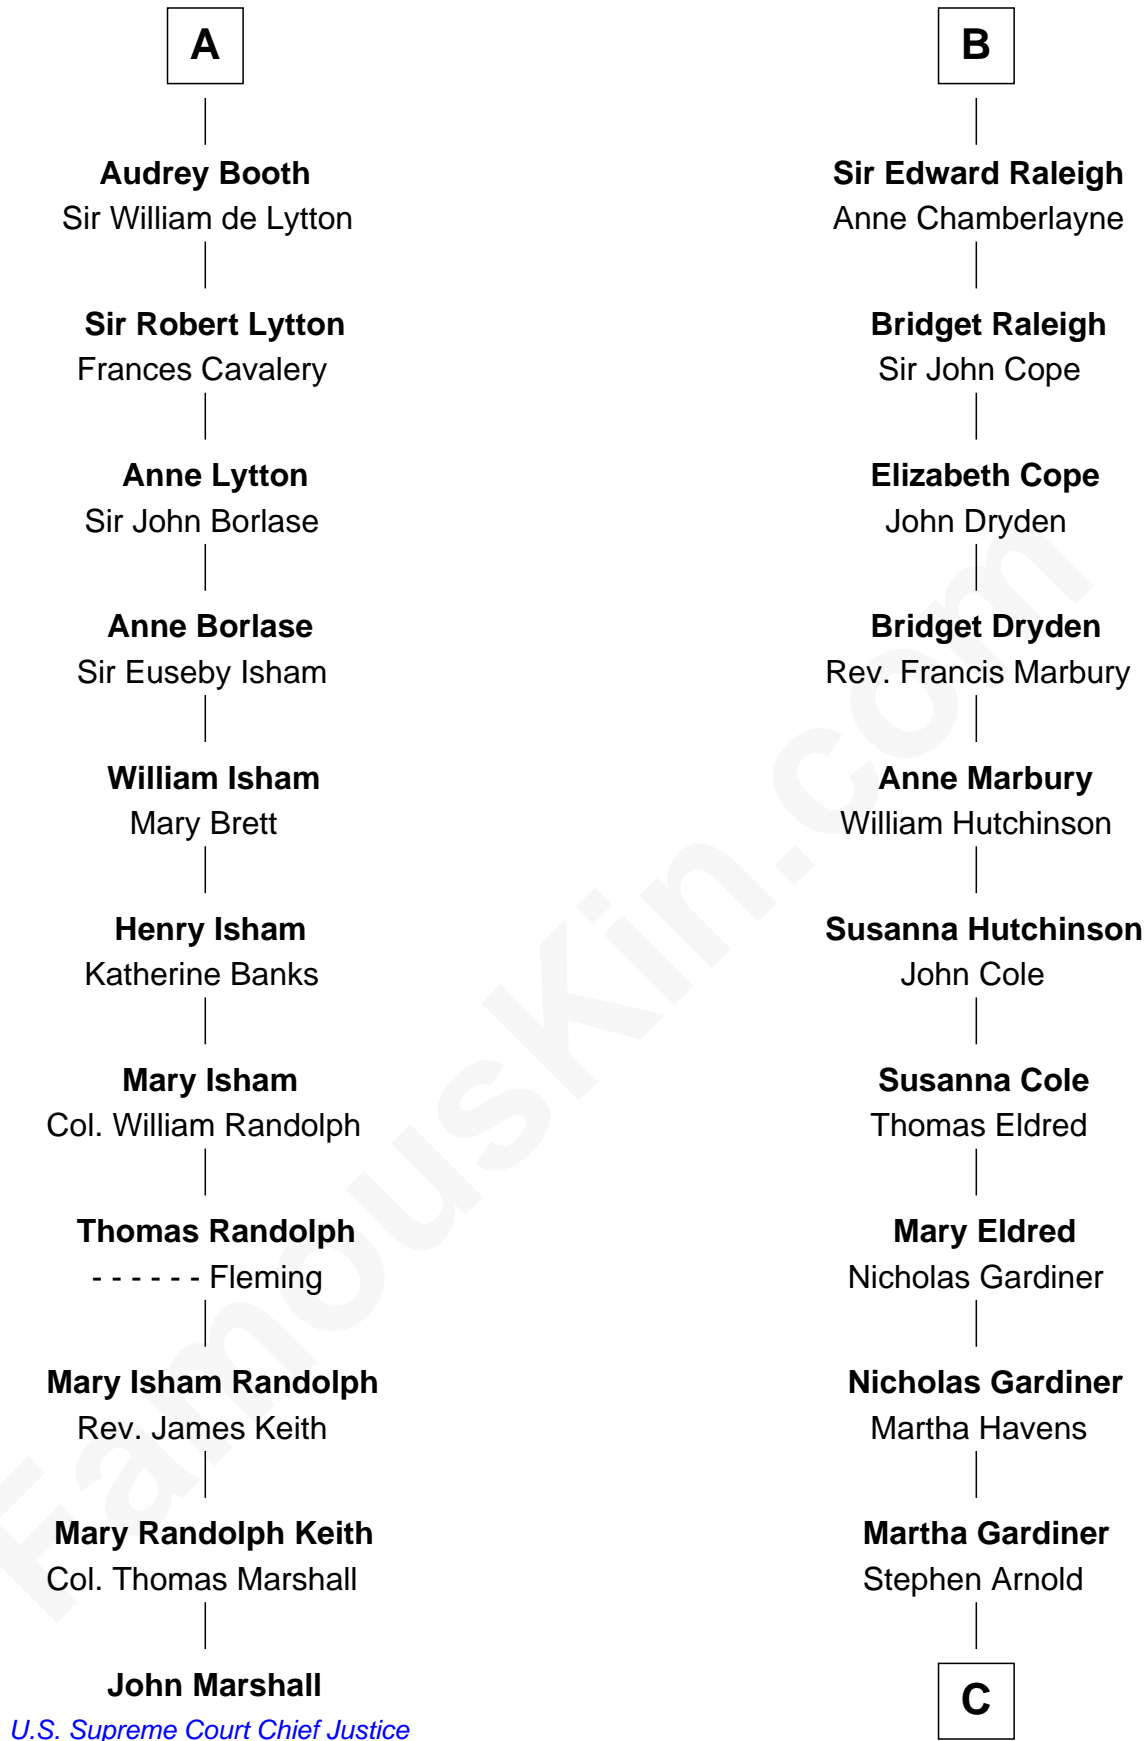 A
Audrey Booth
Sir William de Lytton
Sir Robert Lytton
Frances Cavalery
Anne Lytton
Sir John Borlase
Anne Borlase
Sir Euseby Isham
William Isham
Mary Brett
Henry Isham
Katherine Banks
Mary Isham
Col. William Randolph
Thomas Randolph
- - - - - - Fleming
Mary Isham Randolph
Rev. James Keith
Mary Randolph Keith
Col. Thomas Marshall
John Marshall
U.S. Supreme Court Chief Justice
B
Sir Edward Raleigh
Anne Chamberlayne
Bridget Raleigh
Sir John Cope
Elizabeth Cope
John Dryden
Bridget Dryden
Rev. Francis Marbury
Anne Marbury
William Hutchinson
Susanna Hutchinson
John Cole
Susanna Cole
Thomas Eldred
Mary Eldred
Nicholas Gardiner
Nicholas Gardiner
Martha Havens
Martha Gardiner
Stephen Arnold
C
FamousKin.com